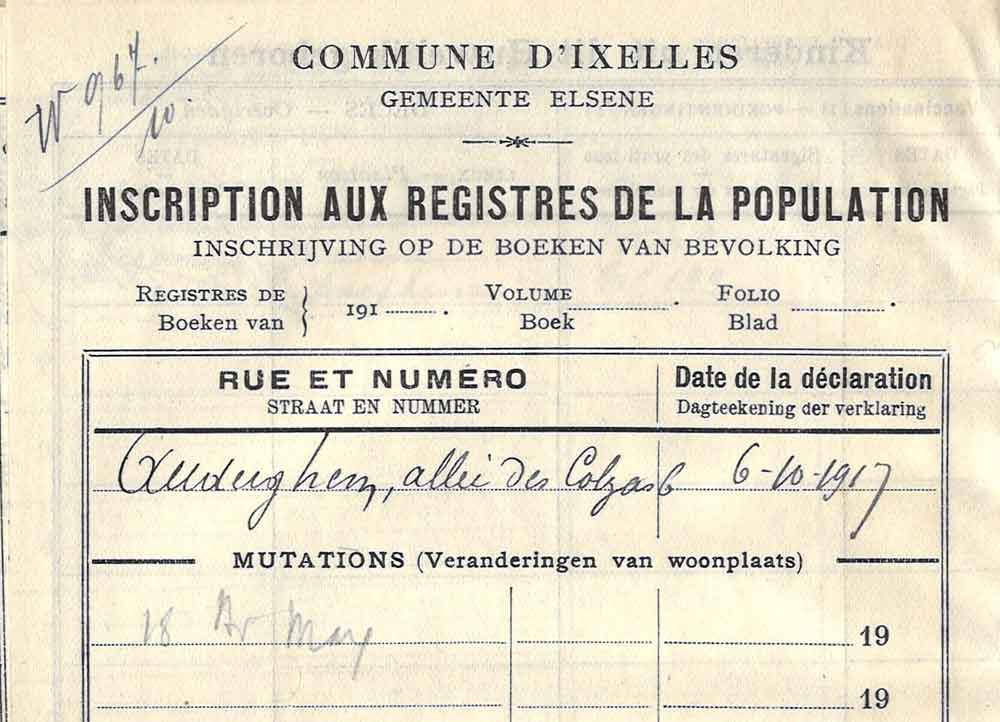 W 967.
10.
COMMUNE D'IXELLES
GEMEENTE ELSENE
INSCRIPTION AUX REGISTRES DE LA POPULATION
INSCHRIJVING OP DE BOEKEN VAN BEVOLKING
REGISTRES DE } 191 ........ . VOLUME ............ . FOLIO ............ .
Boeken van Boek Blad
RUE ET NUMÉRO Date de la déclaration
STRAAT EN NUMMER Dagteekening der verklaring
Auderghem, allée des Colzas 6 6-10-1917
MUTATIONS (Veranderingen van woonplaats)
18 Av 19
19